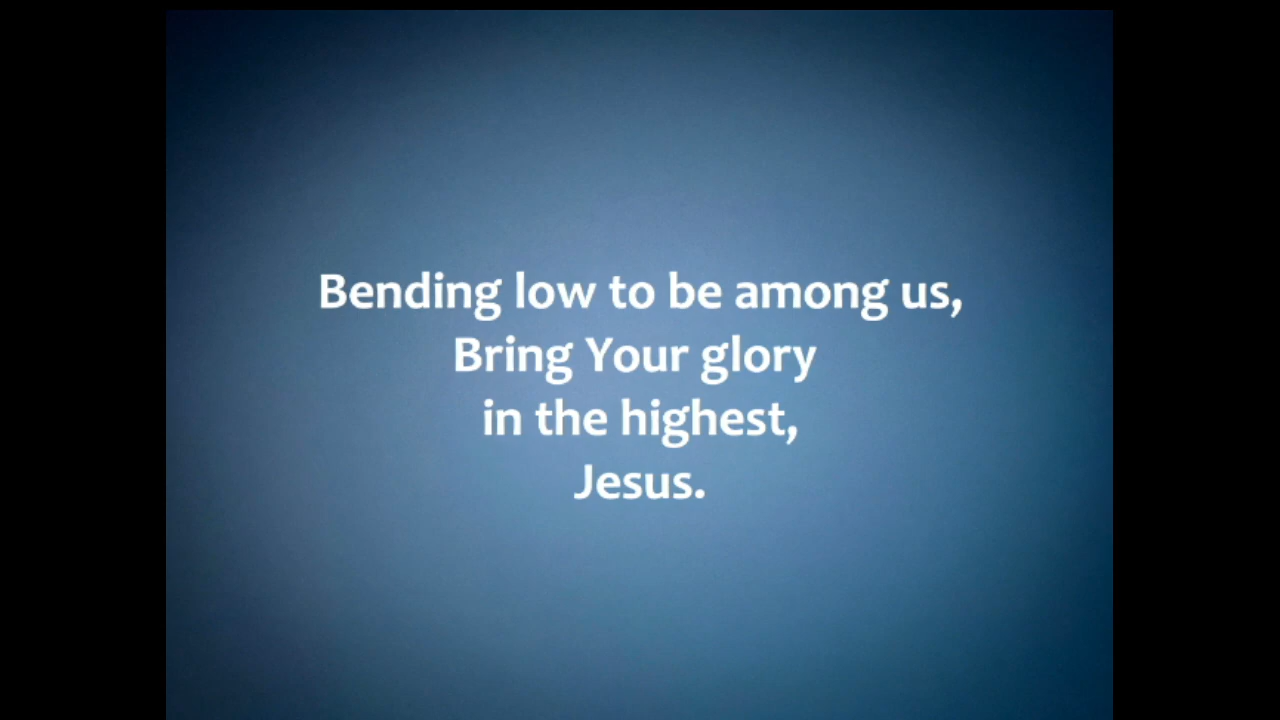 Bending low to be among us,
Bring Your glory
in the highest,
Jesus.